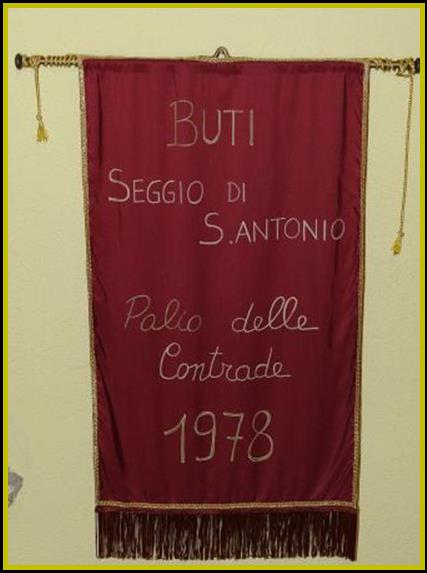 BUTI
SEGGIO DI
S. ANTONIO
Palio delle
Contrade
1978